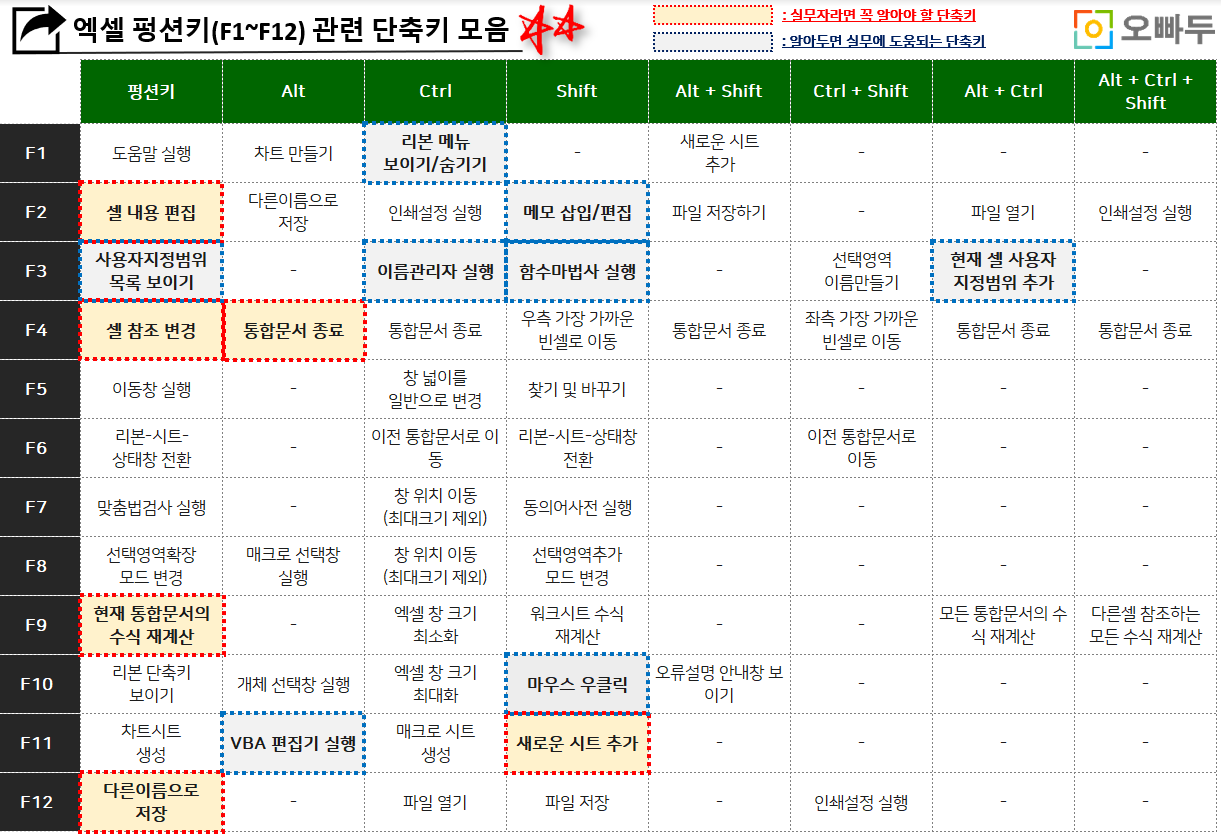 엑셀 펑션키(F1~F12) 관련 단축키 모음
: 실무자라면 꼭 알아야 할 단축키
: 알아두면 실무에 도움되는 단축키
오빠두
펑션키 Alt Ctrl Shift Alt + Shift Ctrl + Shift Alt + Ctrl Alt + Ctrl +
Shift
F1 도움말 실행 차트 만들기 리본 메뉴
보이기/숨기기 - 새로운 시트
추가 - - -
F2 셀 내용 편집 다른이름으로
저장 인쇄설정 실행 메모 삽입/편집 파일 저장하기 - 파일 열기 인쇄설정 실행
F3 사용자지정범위
목록 보이기 - 이름관리자 실행 함수마법사 실행 - 선택영역
이름만들기 현재 셀 사용자
지정범위 추가 -
F4 셀 참조 변경 통합문서 종료 통합문서 종료 우측 가장 가까운
빈셀로 이동 통합문서 종료 좌측 가장 가까운
빈셀로 이동 통합문서 종료 통합문서 종료
F5 이동창 실행 - 창 넓이를
일반으로 변경 찾기 및 바꾸기 - - - -
F6 리본-시트-
상태창 전환 - 이전 통합문서로 이
동 리본-시트-상태창
전환 - 이전 통합문서로
이동 - -
F7 맞춤법검사 실행 - 창 위치 이동
(최대크기 제외) 동의어사전 실행 - - - -
F8 선택영역확장
모드 변경 매크로 선택창
실행 창 위치 이동
(최대크기 제외) 선택영역추가
모드 변경 - - - -
F9 현재 통합문서의
수식 재계산 - 엑셀 창 크기
최소화 워크시트 수식
재계산 - - 모든 통합문서의 수
식 재계산 다른셀 참조하는
모든 수식 재계산
F10 리본 단축키
보이기 개체 선택창 실행 엑셀 창 크기
최대화 마우스 우클릭 오류설명 안내창 보
이기 - - -
F11 차트시트
생성 VBA 편집기 실행 매크로 시트
생성 새로운 시트 추가 - - - -
F12 다른이름으로
저장 - 파일 열기 파일 저장 - 인쇄설정 실행 - -